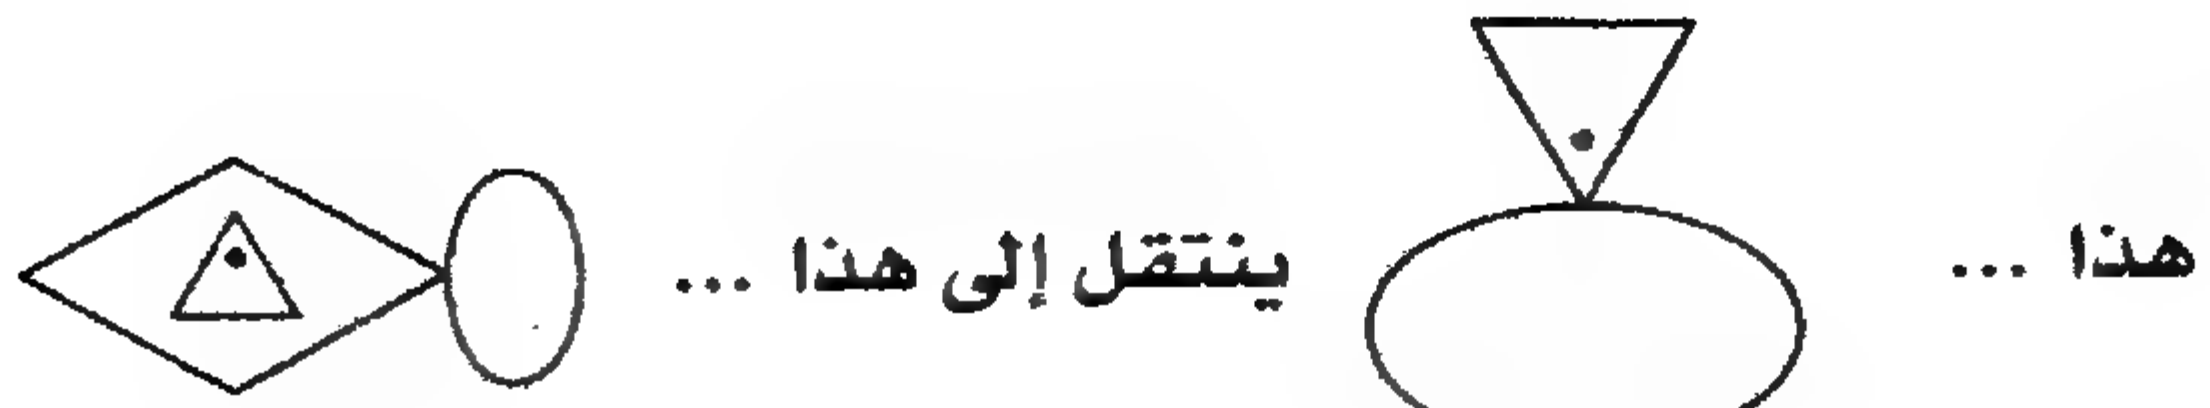 هذا ... ينتقل إلى هذا ...